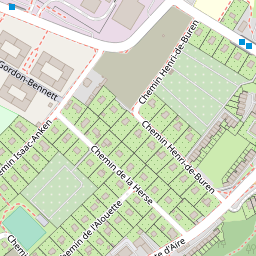 Gordon-Bennett
Chemin Henri-de-Buren
Chemin Isaac-Anken
Chemin Henri-de-Buren
Chemin de la Herse
Chemin de l'Alouette
d'Aïre